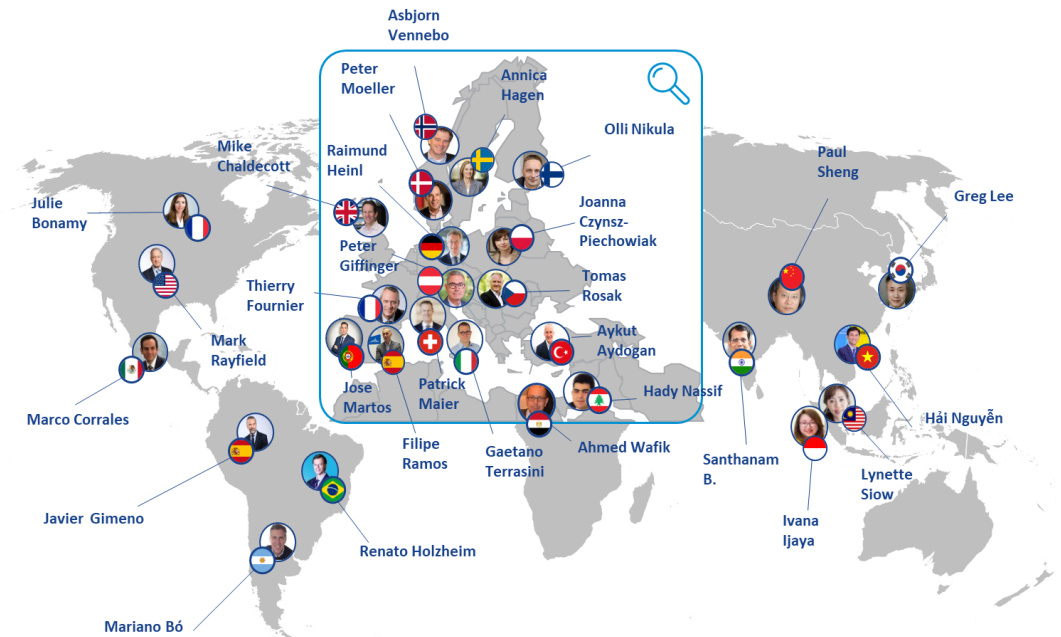 Asbjorn
Vennebo
Peter
Moeller
Annica
Hagen
Olli Nikula
Mike
Chaldecott
Raimund
Heinl
Paul
Sheng
Julie
Bonamy
Greg Lee
Joanna
Czynsz-
Piechowiak
Peter
Giffinger
Thierry
Fournier
Tomas
Rosak
Mark
Rayfield
Aykut
Aydogan
Jose
Martos
Patrick
Maier
Hady Nassif
Marco Corrales
Hải Nguyễn
Filipe
Ramos
Gaetano
Terrasini
Ahmed Wafik
Santhanam
B.
Lynette
Siow
Javier Gimeno
Ivana
Ijaya
Renato Holzheim
Mariano Bó